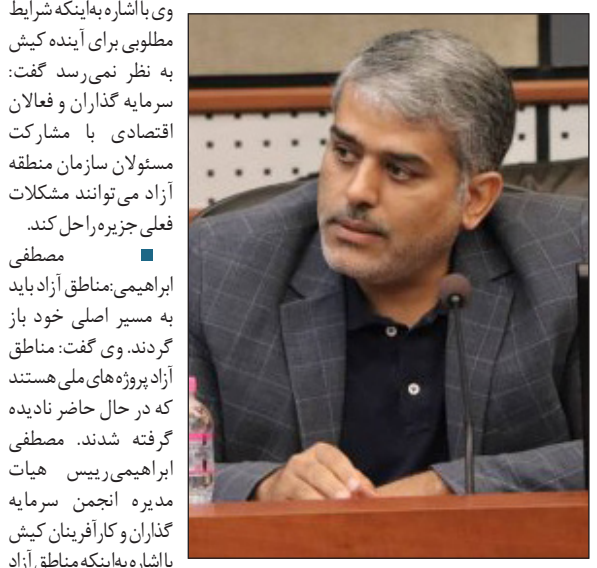 وی با اشاره به‌اینکه شرایط
مطلوبی برای آینده کیش
به نظر نمی‌رسد گفت:
سرمایه گذاران و فعالان
اقتصادی با مشارکت
مسئولان سازمان منطقه
آزاد می‌توانند مشکلات
فعلی جزیره را حل کند.
■ مصطفی
ابراهیمی:مناطق آزاد باید
به مسیر اصلی خود باز
گردند. وی گفت: مناطق
آزاد پروژه‌های ملی هستند
که در حال حاضر نادیده
گرفته شدند. مصطفی
ابراهیمی‌رییس هیات
مدیره انجمن سرمایه
گذاران و کارآفرینان کیش
با اشاره به‌اینکه مناطق آزاد